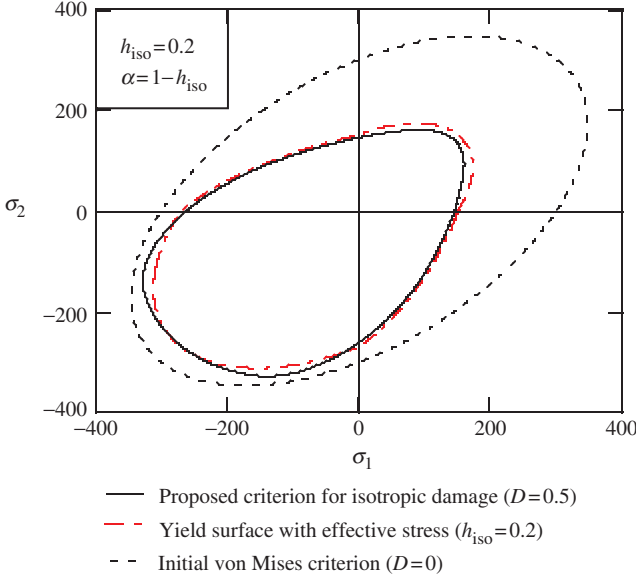 400
h_iso = 0.2
α = 1 − h_iso
200
σ₂
0
−200
−400
−400 −200 0 200 400
σ₁
Proposed criterion for isotropic damage (D = 0.5)
Yield surface with effective stress (h_iso = 0.2)
Initial von Mises criterion (D = 0)